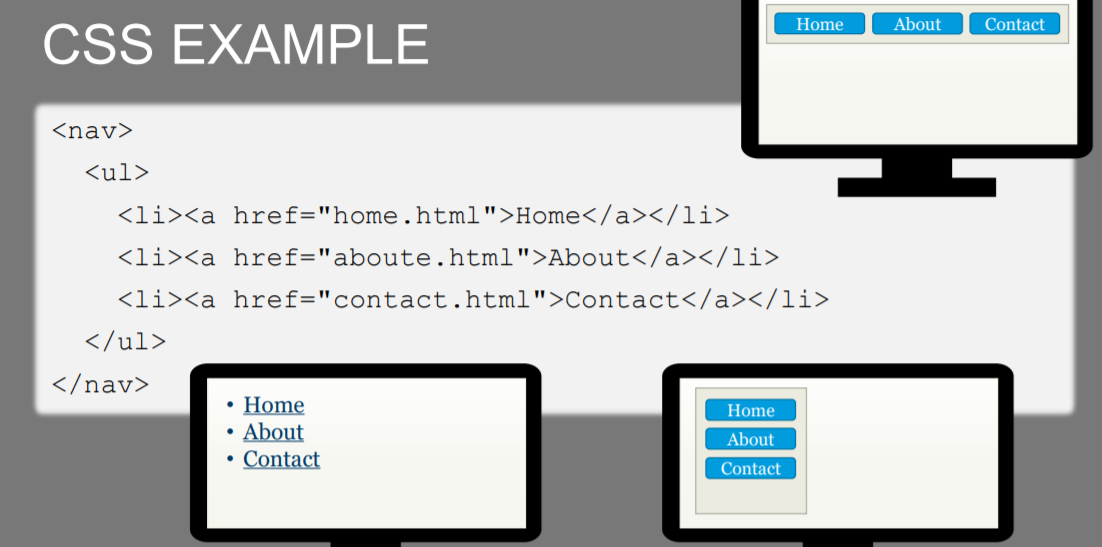 CSS EXAMPLE
Home About Contact
<nav>
<ul>
<li><a href="home.html">Home</a></li>
<li><a href="aboute.html">About</a></li>
<li><a href="contact.html">Contact</a></li>
</ul>
</nav>
• Home
• About
• Contact
Home
About
Contact